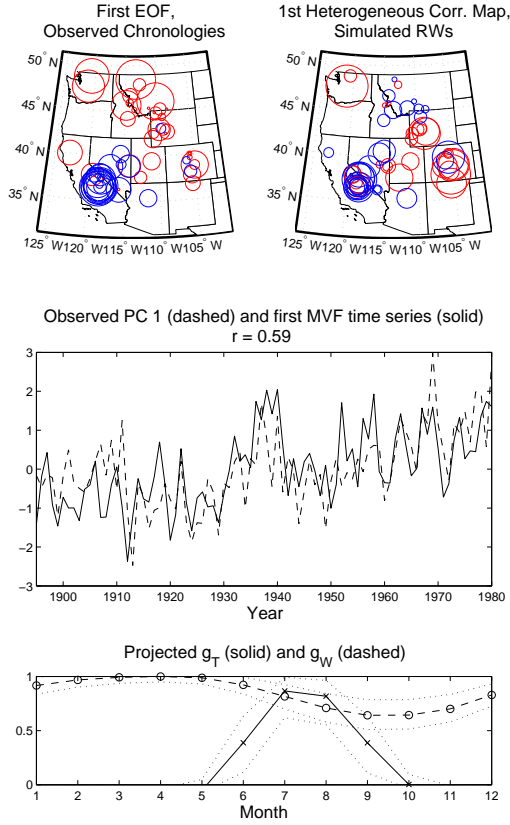 First EOF,
Observed Chronologies
1st Heterogeneous Corr. Map,
Simulated RWs
50° N
45° N
40° N
35° N
125° W120° W115° W110° W105° W
50° N
45° N
40° N
35° N
125° W120° W115° W110° W105° W
Observed PC 1 (dashed) and first MVF time series (solid)
r = 0.59
3
2
1
0
−1
−2
−3
1900 1910 1920 1930 1940 1950 1960 1970 1980
Year
Projected g_T (solid) and g_W (dashed)
1
0.5
0
1 2 3 4 5 6 7 8 9 10 11 12
Month